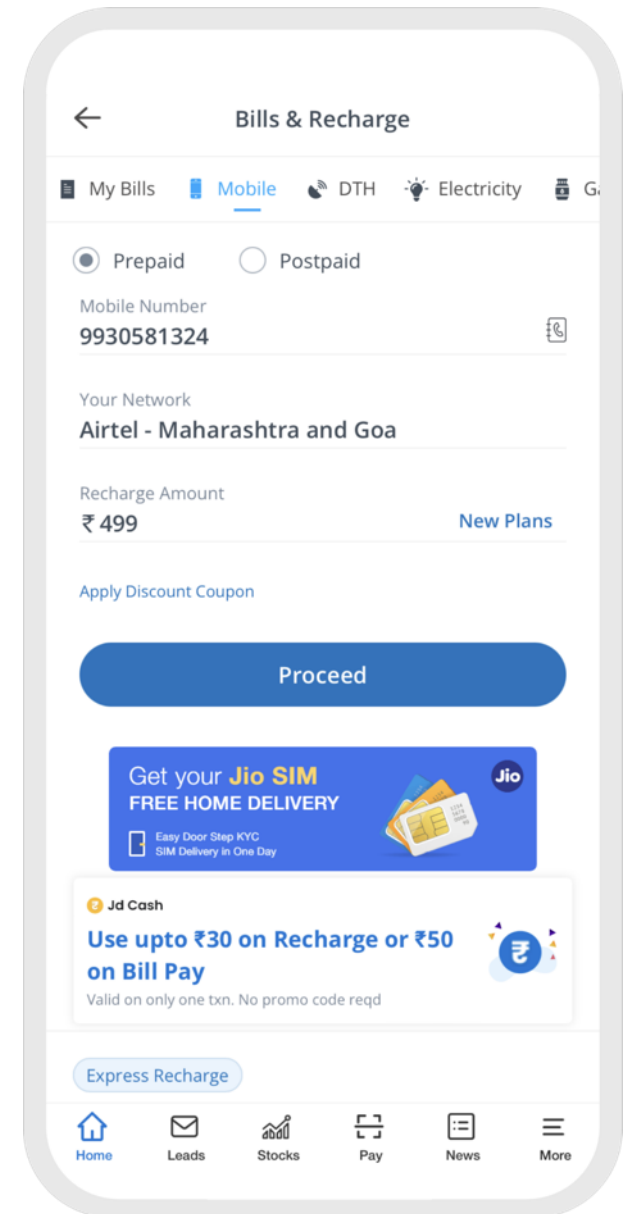 Bills & Recharge
My Bills Mobile DTH Electricity Ga
Prepaid Postpaid
Mobile Number
9930581324
Your Network
Airtel - Maharashtra and Goa
Recharge Amount
₹ 499 New Plans
Apply Discount Coupon
Proceed
Get your Jio SIM
FREE HOME DELIVERY
Jio
Easy Door Step KYC
SIM Delivery in One Day
Jd Cash
Use upto ₹30 on Recharge or ₹50
on Bill Pay
Valid on only one txn. No promo code reqd
Express Recharge
Home Leads Stocks Pay News More